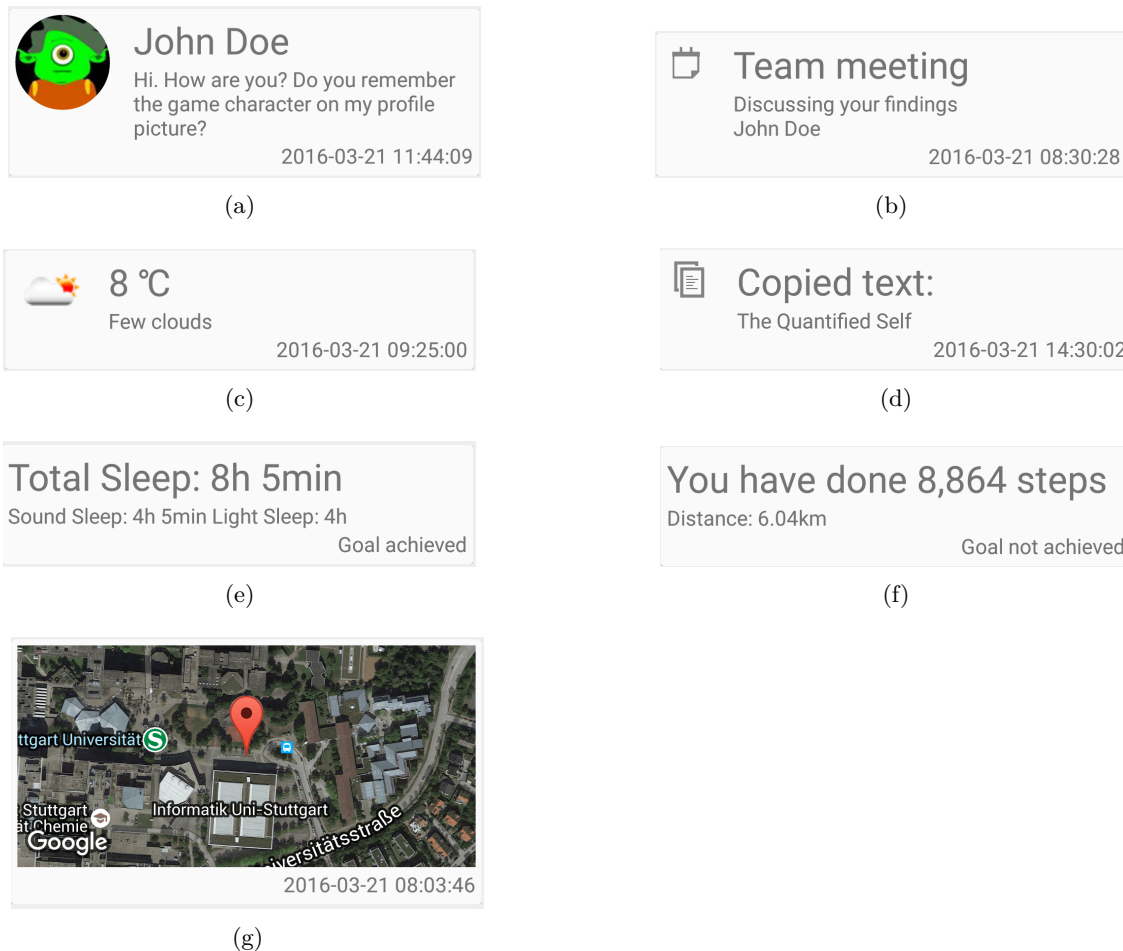 John Doe
Hi. How are you? Do you remember
the game character on my profile
picture?
2016-03-21 11:44:09
(a)
Team meeting
Discussing your findings
John Doe
2016-03-21 08:30:28
(b)
8 °C
Few clouds
2016-03-21 09:25:00
(c)
Copied text:
The Quantified Self
2016-03-21 14:30:02
(d)
Total Sleep: 8h 5min
Sound Sleep: 4h 5min Light Sleep: 4h
Goal achieved
(e)
You have done 8,864 steps
Distance: 6.04km
Goal not achieved
(f)
ttgart Universität
S
Informatik Uni-Stuttgart
Stuttgart
ät Chemie
Google
iversitätsstraße
2016-03-21 08:03:46
(g)